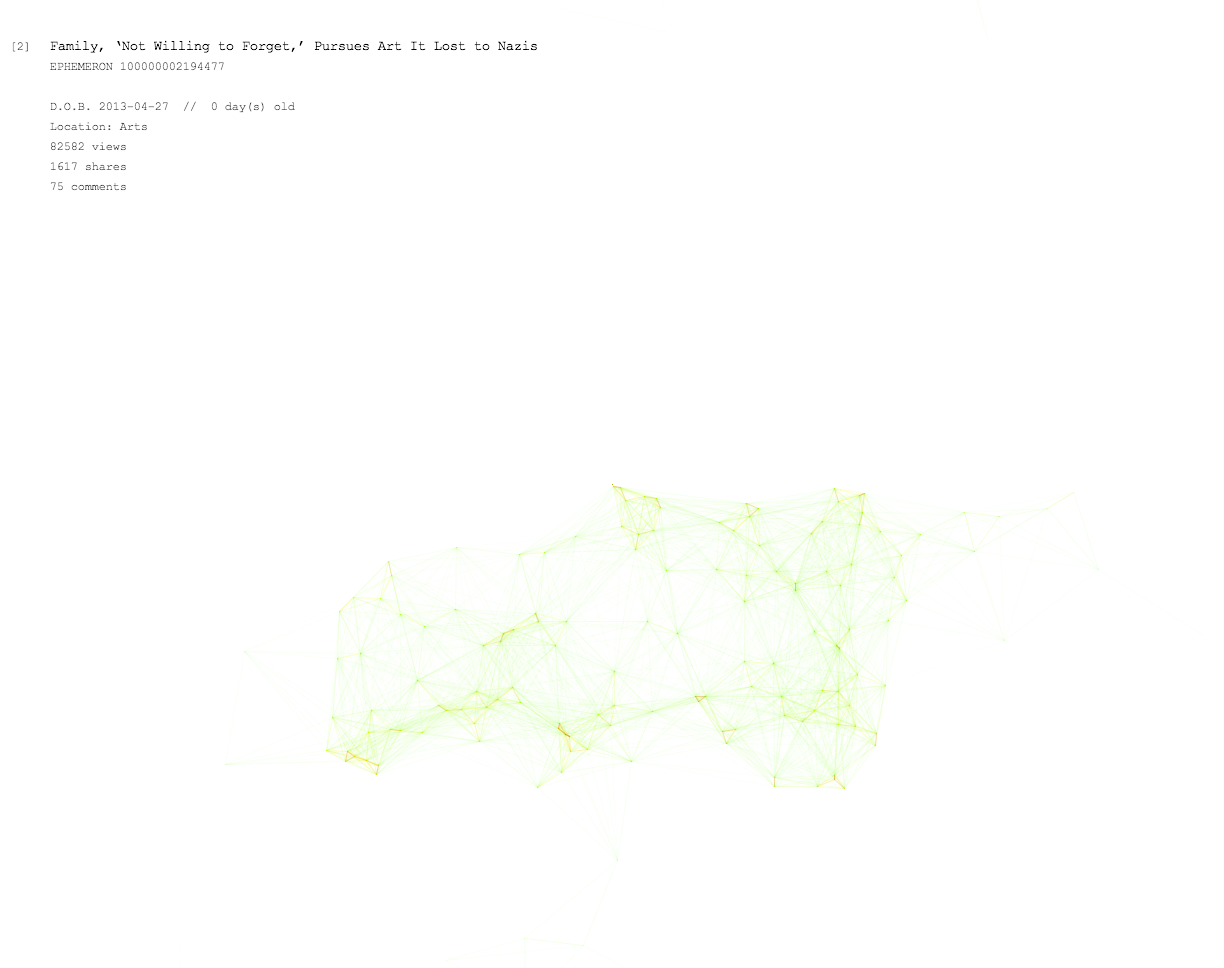 [2] Family, ‘Not Willing to Forget,’ Pursues Art It Lost to Nazis
EPHEMERON 100000002194477
D.O.B. 2013-04-27 // 0 day(s) old
Location: Arts
82582 views
1617 shares
75 comments